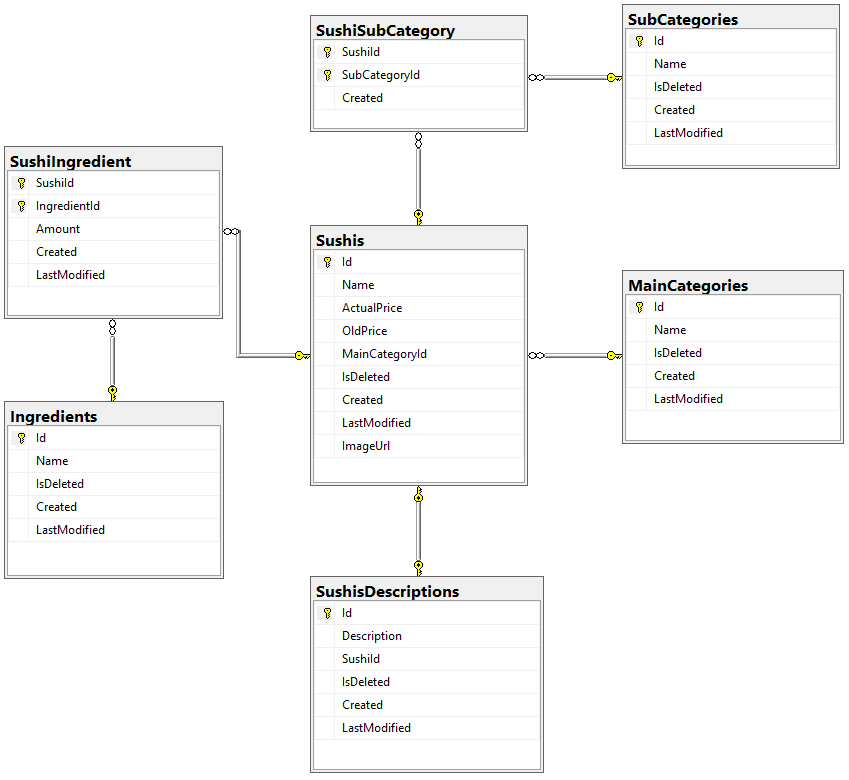 SushiSubCategory
SushiId
SubCategoryId
Created
SubCategories
Id
Name
IsDeleted
Created
LastModified
SushiIngredient
SushiId
IngredientId
Amount
Created
LastModified
Sushis
Id
Name
ActualPrice
OldPrice
MainCategoryId
IsDeleted
Created
LastModified
ImageUrl
MainCategories
Id
Name
IsDeleted
Created
LastModified
Ingredients
Id
Name
IsDeleted
Created
LastModified
SushisDescriptions
Id
Description
SushiId
IsDeleted
Created
LastModified